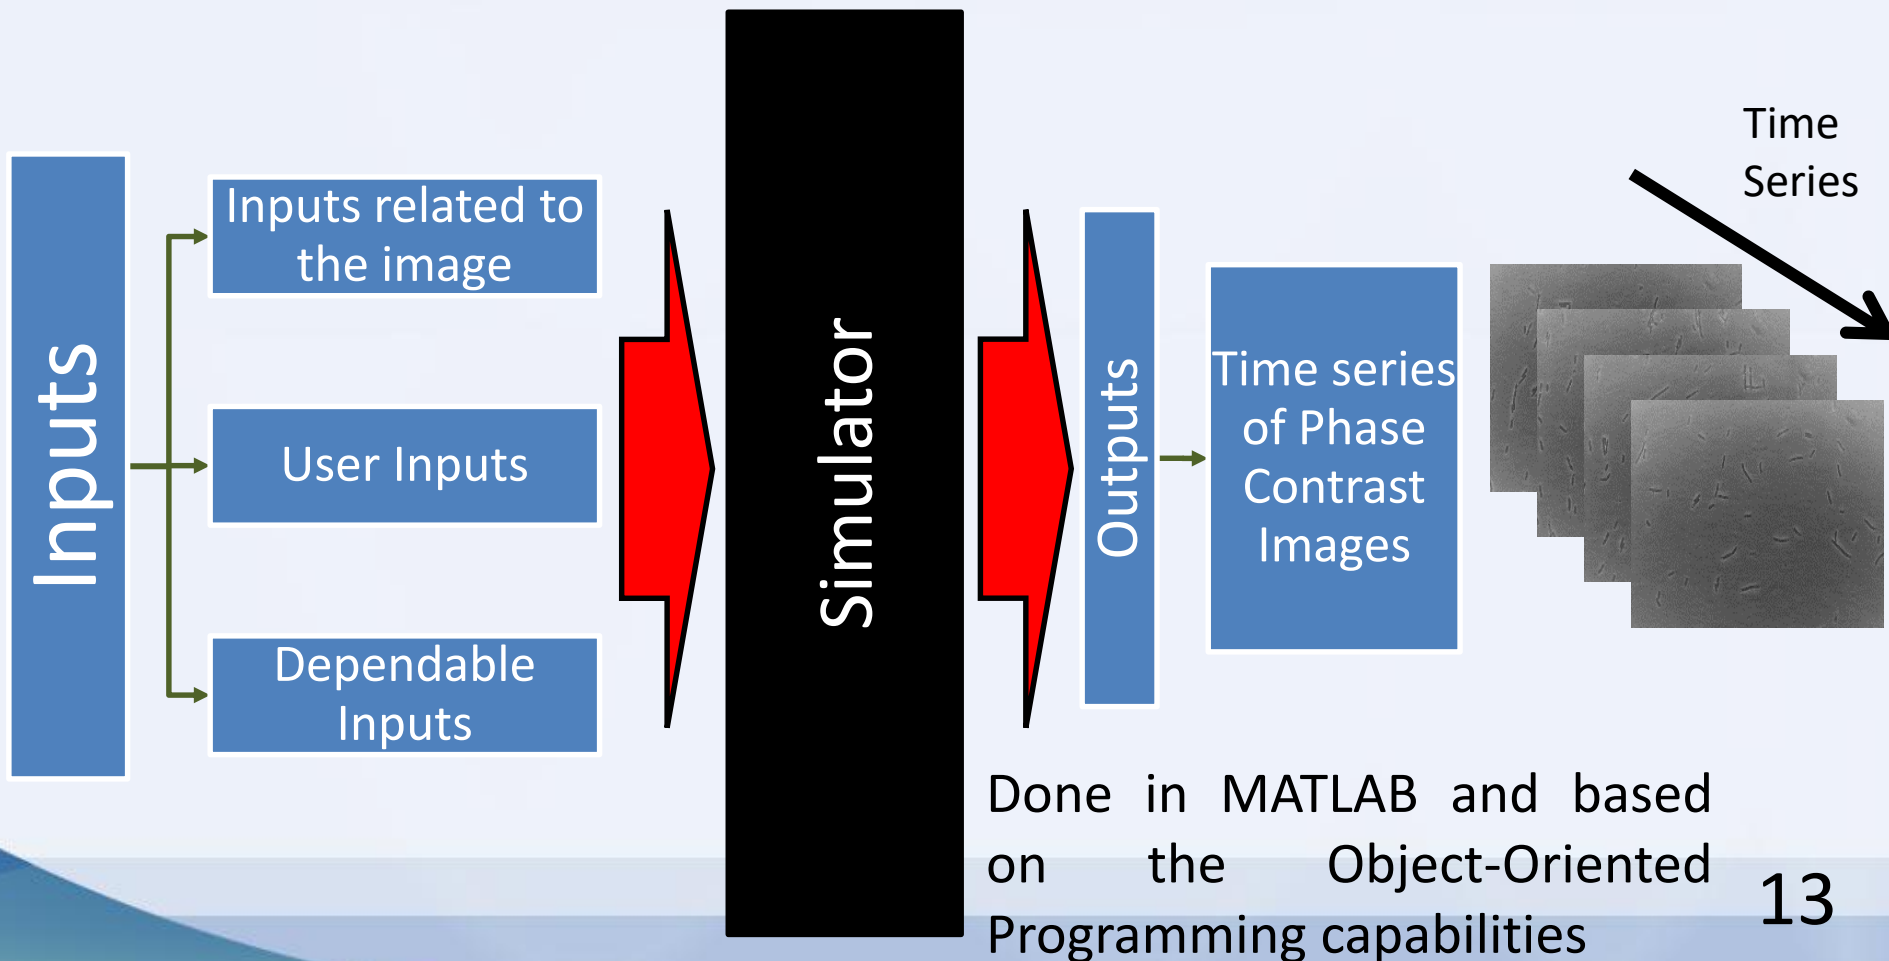 Inputs
Inputs related to
the image
User Inputs
Dependable
Inputs
Simulator
Outputs
Time series
of Phase
Contrast
Images
Time
Series
Done in MATLAB and based
on the Object-Oriented
Programming capabilities
13